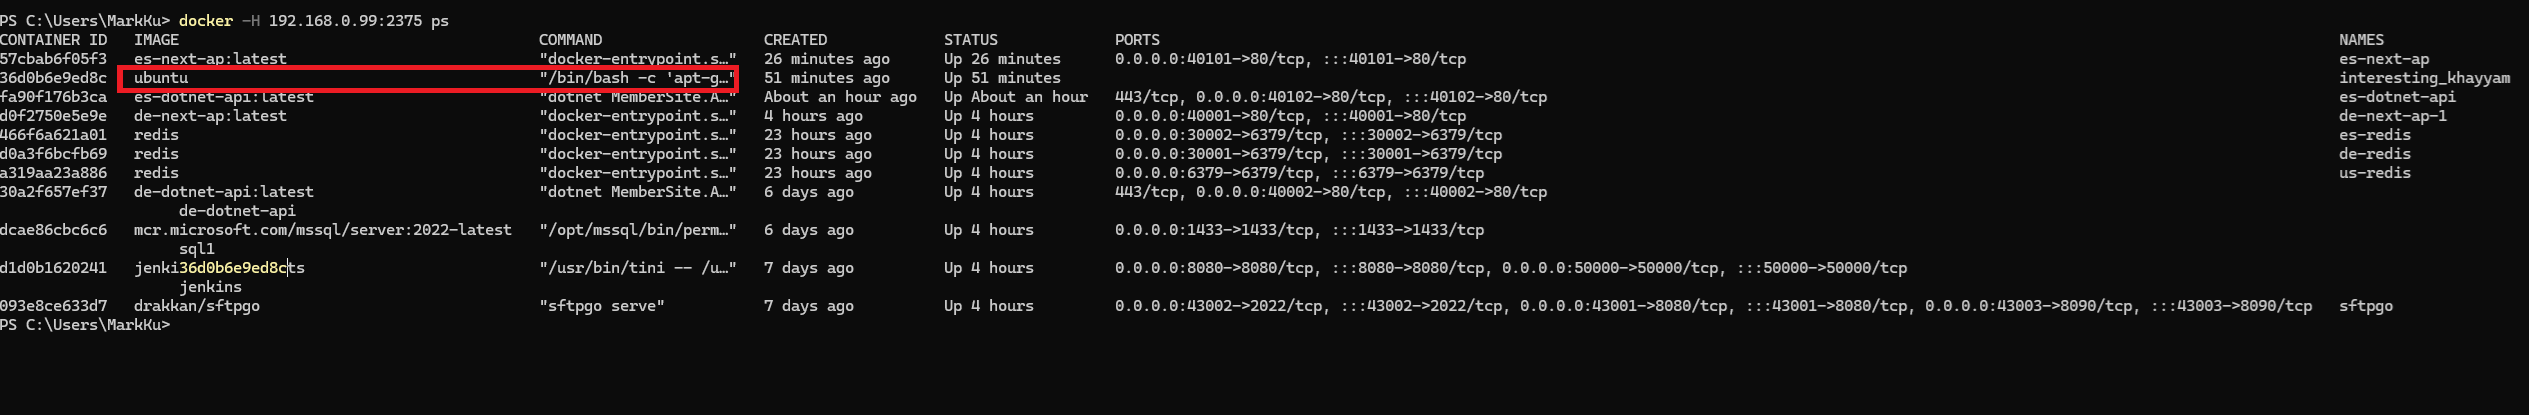 PS C:\Users\MarkKu> docker -H 192.168.0.99:2375 ps
CONTAINER ID   IMAGE                                        COMMAND                  CREATED             STATUS             PORTS                                                                                                                                   NAMES
57cbab6f05f3   es-next-ap:latest                            "docker-entrypoint.s…"   26 minutes ago      Up 26 minutes      0.0.0.0:40101->80/tcp, :::40101->80/tcp                                                                                                 es-next-ap
36d0b6e9ed8c   ubuntu                                       "/bin/bash -c 'apt-g…"   51 minutes ago      Up 51 minutes                                                                                                                                              interesting_khayyam
fa90f176b3ca   es-dotnet-api:latest                         "dotnet MemberSite.A…"   About an hour ago   Up About an hour   443/tcp, 0.0.0.0:40102->80/tcp, :::40102->80/tcp                                                                                        es-dotnet-api
d0f2750e5e9e   de-next-ap:latest                            "docker-entrypoint.s…"   4 hours ago         Up 4 hours         0.0.0.0:40001->80/tcp, :::40001->80/tcp                                                                                                 de-next-ap-1
466f6a621a01   redis                                        "docker-entrypoint.s…"   23 hours ago        Up 4 hours         0.0.0.0:30002->6379/tcp, :::30002->6379/tcp                                                                                             es-redis
d0a3f6bcfb69   redis                                        "docker-entrypoint.s…"   23 hours ago        Up 4 hours         0.0.0.0:30001->6379/tcp, :::30001->6379/tcp                                                                                             de-redis
a319aa23a886   redis                                        "docker-entrypoint.s…"   23 hours ago        Up 4 hours         0.0.0.0:6379->6379/tcp, :::6379->6379/tcp                                                                                               us-redis
30a2f657ef37   de-dotnet-api:latest                         "dotnet MemberSite.A…"   6 days ago          Up 4 hours         443/tcp, 0.0.0.0:40002->80/tcp, :::40002->80/tcp
de-dotnet-api
dcae86cbc6c6   mcr.microsoft.com/mssql/server:2022-latest   "/opt/mssql/bin/perm…"   6 days ago          Up 4 hours         0.0.0.0:1433->1433/tcp, :::1433->1433/tcp
sql1
d1d0b1620241   jenki36d0b6e9ed8cts                          "/usr/bin/tini -- /u…"   7 days ago          Up 4 hours         0.0.0.0:8080->8080/tcp, :::8080->8080/tcp, 0.0.0.0:50000->50000/tcp, :::50000->50000/tcp
jenkins
093e8ce633d7   drakkan/sftpgo                               "sftpgo serve"           7 days ago          Up 4 hours         0.0.0.0:43002->2022/tcp, :::43002->2022/tcp, 0.0.0.0:43001->8080/tcp, :::43001->8080/tcp, 0.0.0.0:43003->8090/tcp, :::43003->8090/tcp   sftpgo
PS C:\Users\MarkKu>